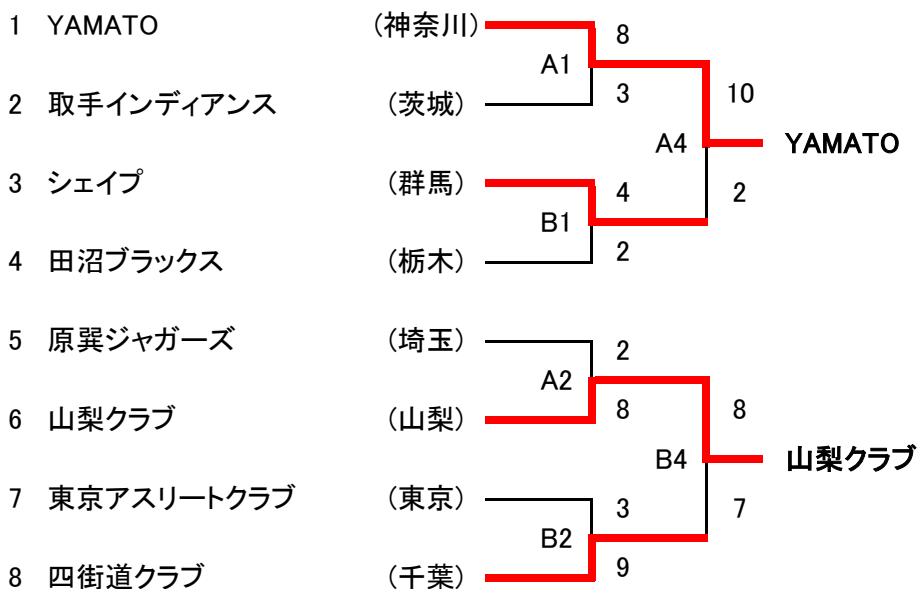 1 YAMATO (神奈川) 8
A1
2 取手インディアンス (茨城) 3 10
A4 YAMATO
3 シェイプ (群馬) 4 2
B1
4 田沼ブラックス (栃木) 2
5 原巽ジャガーズ (埼玉) 2
A2
6 山梨クラブ (山梨) 8 8
B4 山梨クラブ
7 東京アスリートクラブ (東京) 3 7
B2
8 四街道クラブ (千葉) 9